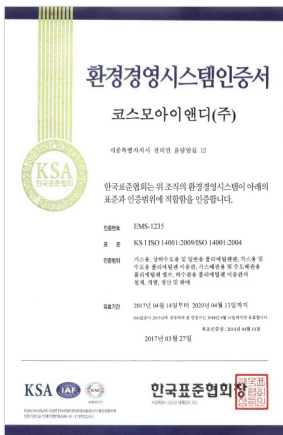 환경경영시스템인증서
코스모아이앤디(주)
세종특별자치시 전의면 운당말길 12
KSA
한국표준협회
한국표준협회는 위 조직의 환경경영시스템이 아래의
표준과 인증범위에 적합함을 인증합니다.
인증번호 EMS-1235
표 준 KS I ISO 14001:2009/ISO 14001:2004
인증범위 가스용, 상하수도용 및 일반용 폴리에틸렌관, 가스용 및
수도용 폴리에틸렌 이음관, 가스배관용 및 수도배관용
폴리에틸렌 밸브, 하수관용 폴리에틸렌 이음관의
설계, 개발, 생산 및 판매
유효기간 2017년 04월 14일부터 2020년 04월 13일까지
최초인증일 : 2014년 04월 14일
2017년 03월 27일
KSA IAF KAB
한국표준협회장